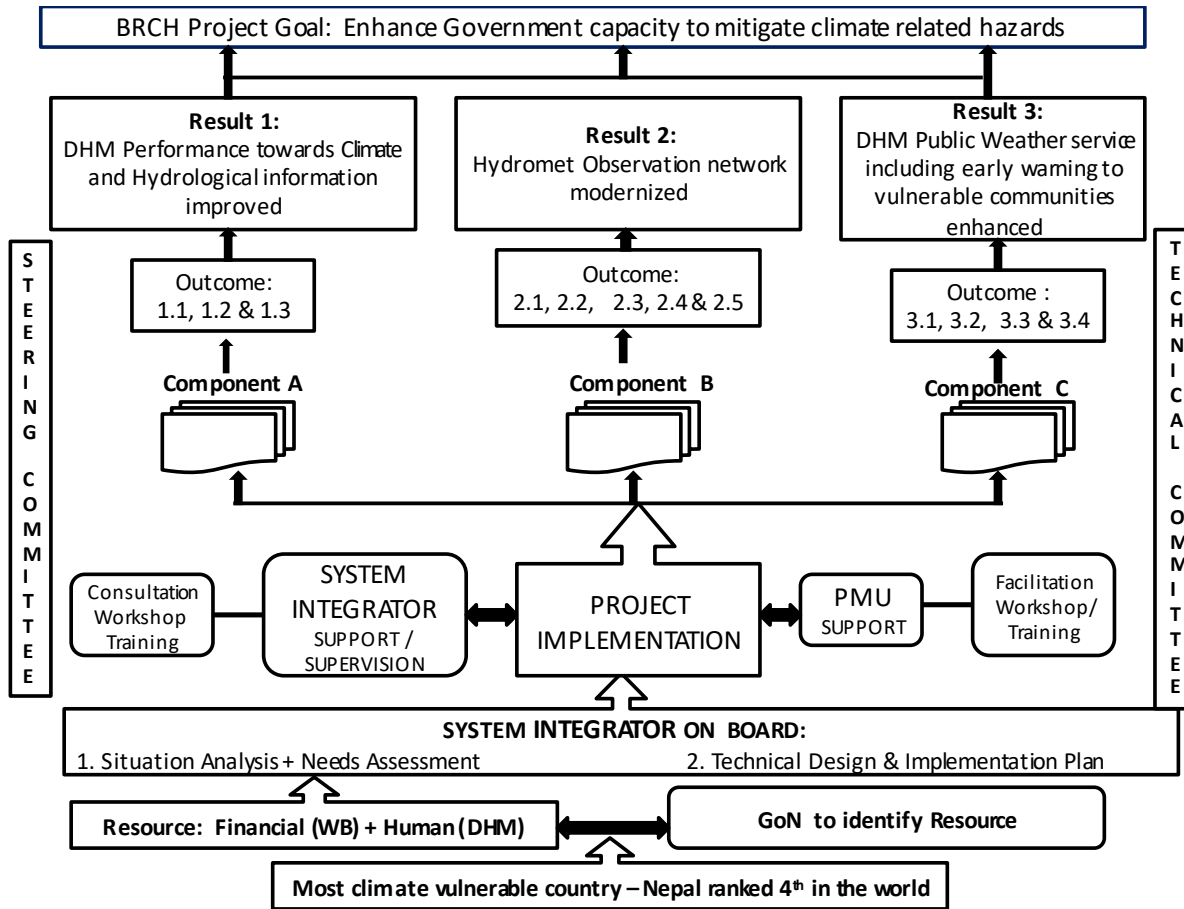 BRCH Project Goal: Enhance Government capacity to mitigate climate related hazards
Result 1:
DHM Performance towards Climate
and Hydrological information
improved
Result 2:
Hydromet Observation network
modernized
Result 3:
DHM Public Weather service
including early warning to
vulnerable communities
enhanced
STEERING COMMITTEE
TECHNICAL COMMITTEE
Outcome:
1.1, 1.2 & 1.3
Outcome:
2.1, 2.2, 2.3, 2.4 & 2.5
Outcome :
3.1, 3.2, 3.3 & 3.4
Component A
Component B
Component C
Consultation
Workshop
Training
SYSTEM
INTEGRATOR
SUPPORT /
SUPERVISION
PROJECT
IMPLEMENTATION
PMU
SUPPORT
Facilitation
Workshop/
Training
SYSTEM INTEGRATOR ON BOARD:
1. Situation Analysis + Needs Assessment 2. Technical Design & Implementation Plan
Resource: Financial (WB) + Human (DHM)
GoN to identify Resource
Most climate vulnerable country – Nepal ranked 4th in the world